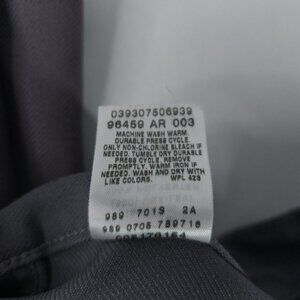 039307506939
96459 AR 003
MACHINE WASH WARM.
DURABLE PRESS CYCLE.
ONLY NON-CHLORINE BLEACH IF
NEEDED. TUMBLE DRY DURABLE
PRESS CYCLE. REMOVE
PROMPTLY. WARM IRON IF
NEEDED. WASH AND DRY WITH
LIKE COLORS. WPL 423
989 7013 2A
989 0705 789716